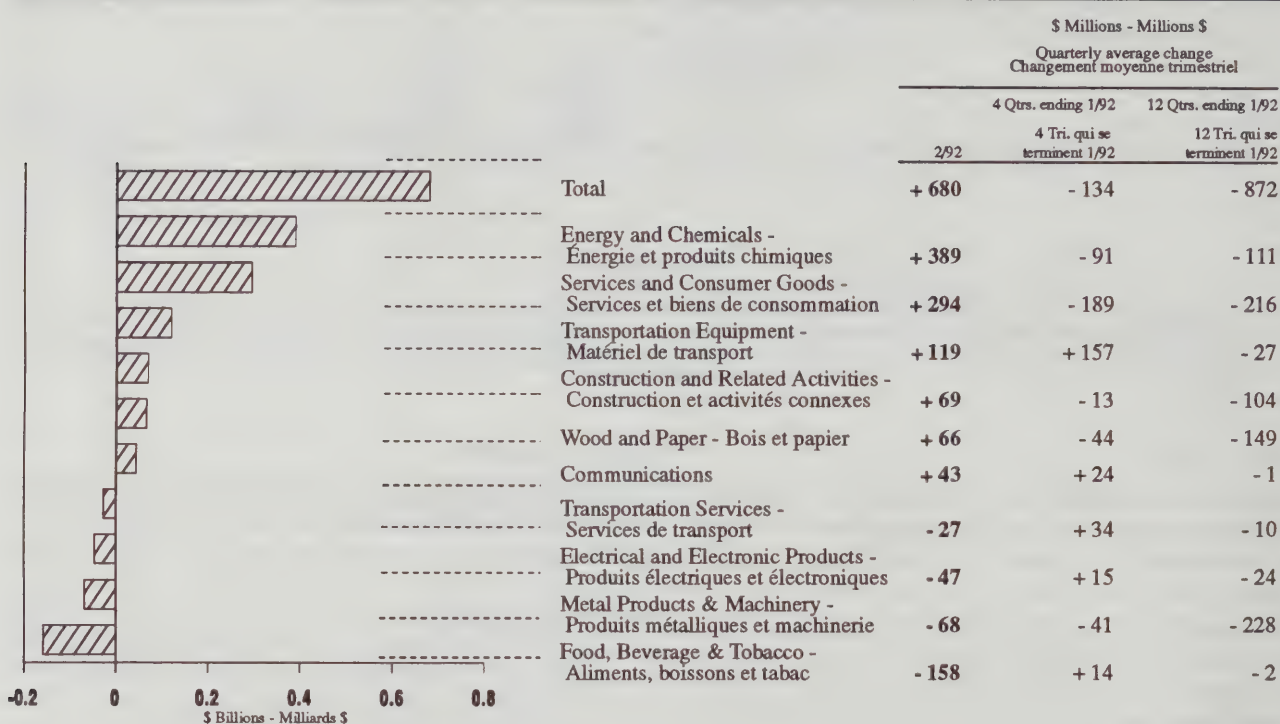 $ Millions - Millions $
Quarterly average change
Changement moyenne trimestriel
4 Qtrs. ending 1/92 12 Qtrs. ending 1/92
4 Tri. qui se 12 Tri. qui se
2/92 terminent 1/92 terminent 1/92
Total + 680 - 134 - 872
Energy and Chemicals -
Énergie et produits chimiques + 389 - 91 - 111
Services and Consumer Goods -
Services et biens de consommation + 294 - 189 - 216
Transportation Equipment -
Matériel de transport + 119 + 157 - 27
Construction and Related Activities -
Construction et activités connexes + 69 - 13 - 104
Wood and Paper - Bois et papier + 66 - 44 - 149
Communications + 43 + 24 - 1
Transportation Services -
Services de transport - 27 + 34 - 10
Electrical and Electronic Products -
Produits électriques et électroniques - 47 + 15 - 24
Metal Products & Machinery -
Produits métalliques et machinerie - 68 - 41 - 228
Food, Beverage & Tobacco -
Aliments, boissons et tabac - 158 + 14 - 2
-0.2 0 0.2 0.4 0.6 0.8
$ Billions - Milliards $